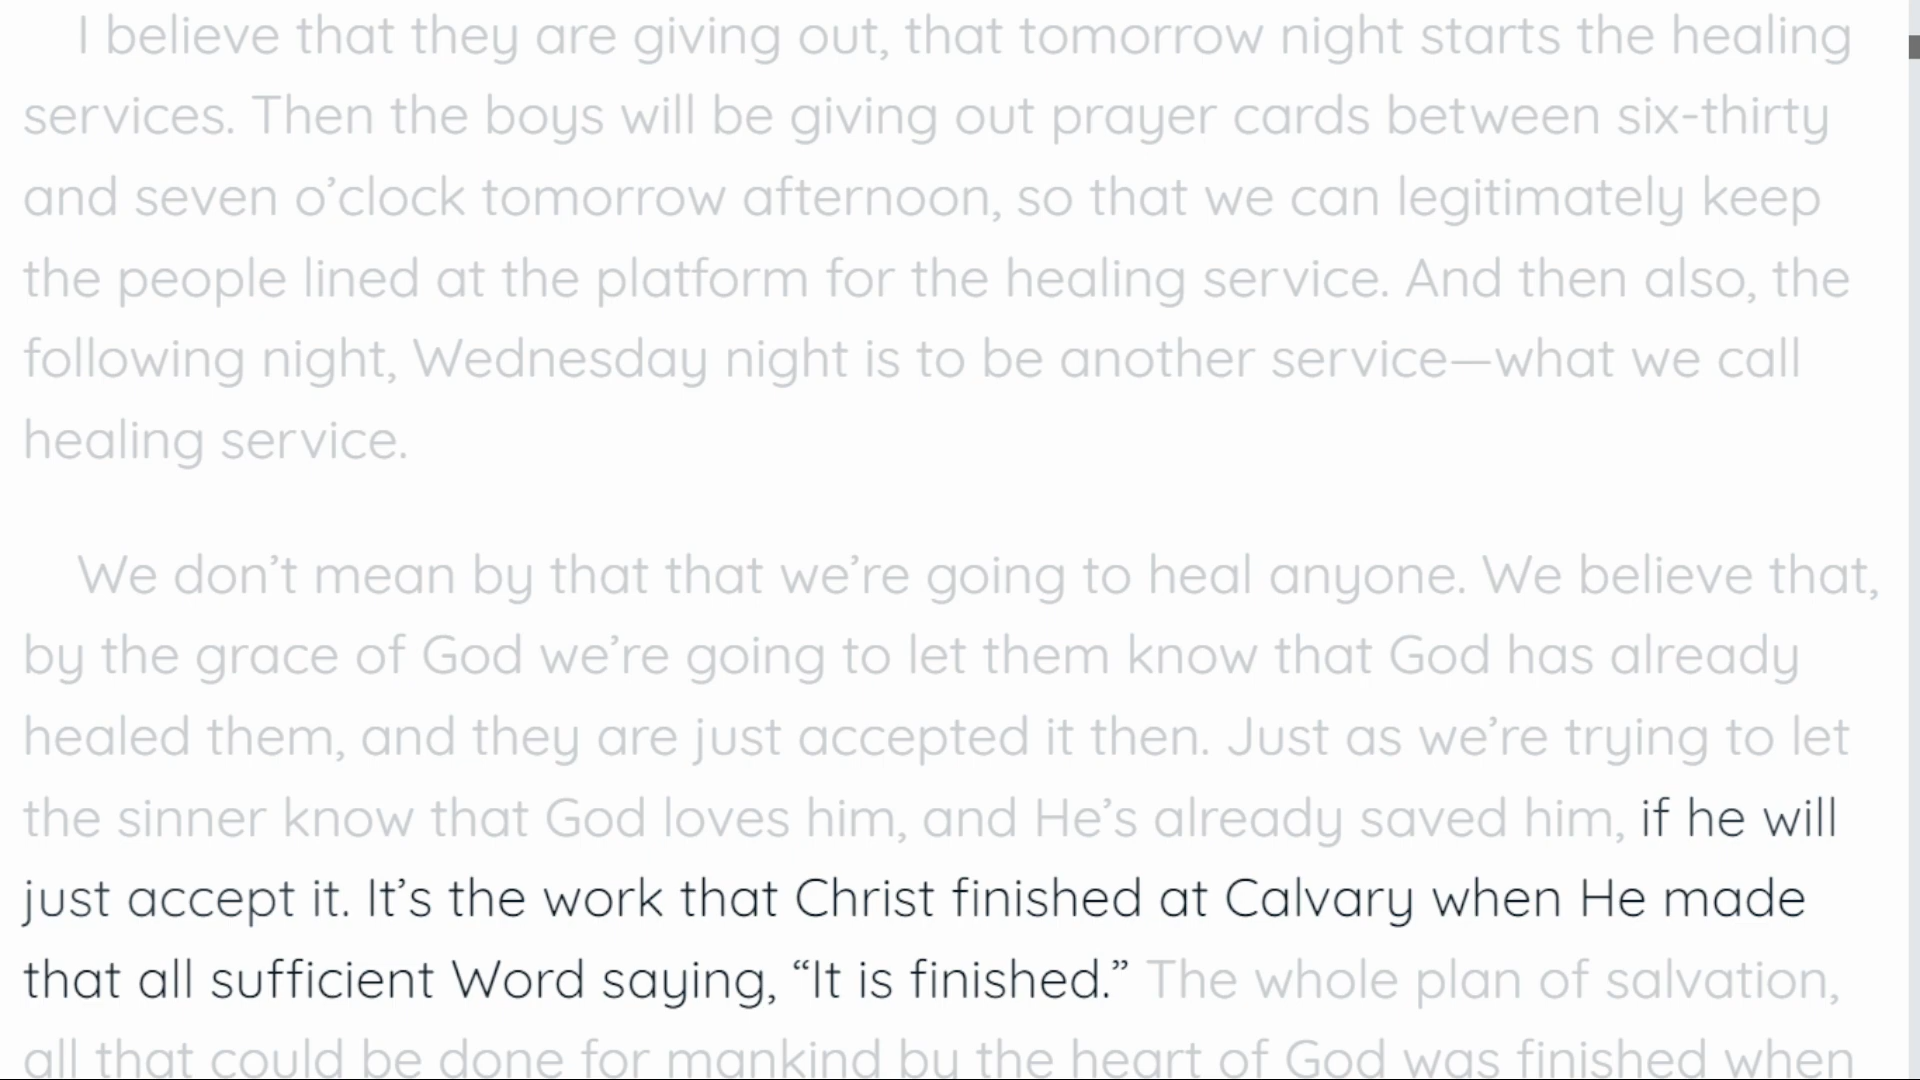 I believe that they are giving out, that tomorrow night starts the healing
services. Then the boys will be giving out prayer cards between six-thirty
and seven o’clock tomorrow afternoon, so that we can legitimately keep
the people lined at the platform for the healing service. And then also, the
following night, Wednesday night is to be another service—what we call
healing service.
We don’t mean by that that we’re going to heal anyone. We believe that,
by the grace of God we’re going to let them know that God has already
healed them, and they are just accepted it then. Just as we’re trying to let
the sinner know that God loves him, and He’s already saved him, if he will
just accept it. It’s the work that Christ finished at Calvary when He made
that all sufficient Word saying, “It is finished.” The whole plan of salvation,
all that could be done for mankind by the heart of God was finished when